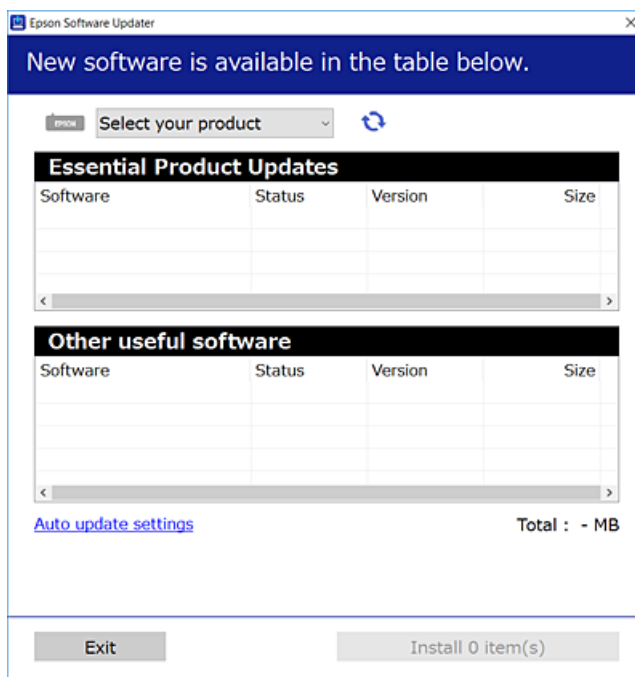 Epson Software Updater
New software is available in the table below.
EPSON Select your product
Essential Product Updates
Software Status Version Size
Other useful software
Software Status Version Size
Auto update settings Total : - MB
Exit Install 0 item(s)